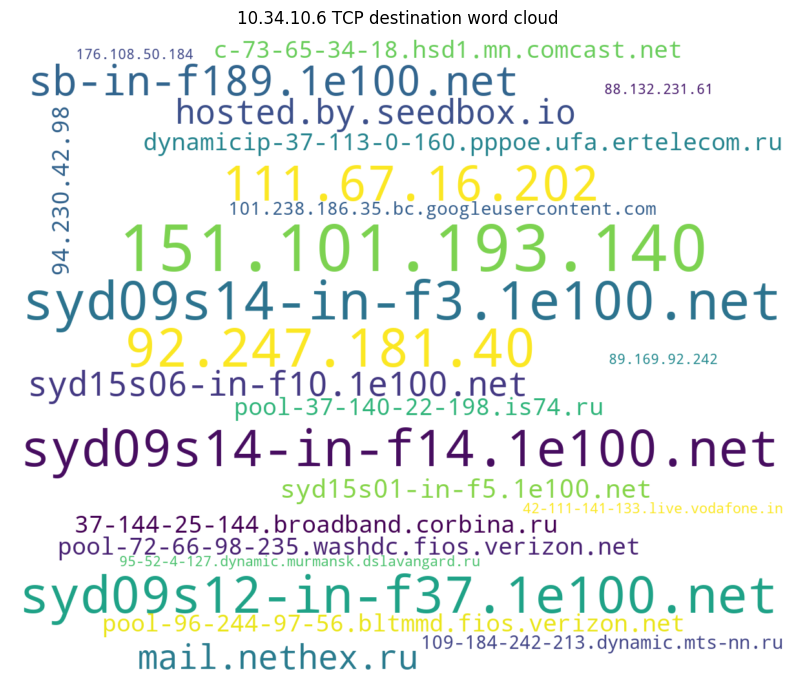 10.34.10.6 TCP destination word cloud
176.108.50.184
c-73-65-34-18.hsd1.mn.comcast.net
sb-in-f189.1e100.net
88.132.231.61
hosted.by.seedbox.io
94.230.42.98
dynamicip-37-113-0-160.pppoe.ufa.ertelecom.ru
111.67.16.202
101.238.186.35.bc.googleusercontent.com
151.101.193.140
syd09s14-in-f3.1e100.net
92.247.181.40
89.169.92.242
syd15s06-in-f10.1e100.net
pool-37-140-22-198.is74.ru
syd09s14-in-f14.1e100.net
syd15s01-in-f5.1e100.net
42-111-141-133.live.vodafone.in
37-144-25-144.broadband.corbina.ru
pool-72-66-98-235.washdc.fios.verizon.net
95-52-4-127.dynamic.murmansk.dslavangard.ru
syd09s12-in-f37.1e100.net
pool-96-244-97-56.bltmmd.fios.verizon.net
109-184-242-213.dynamic.mts-nn.ru
mail.nethex.ru